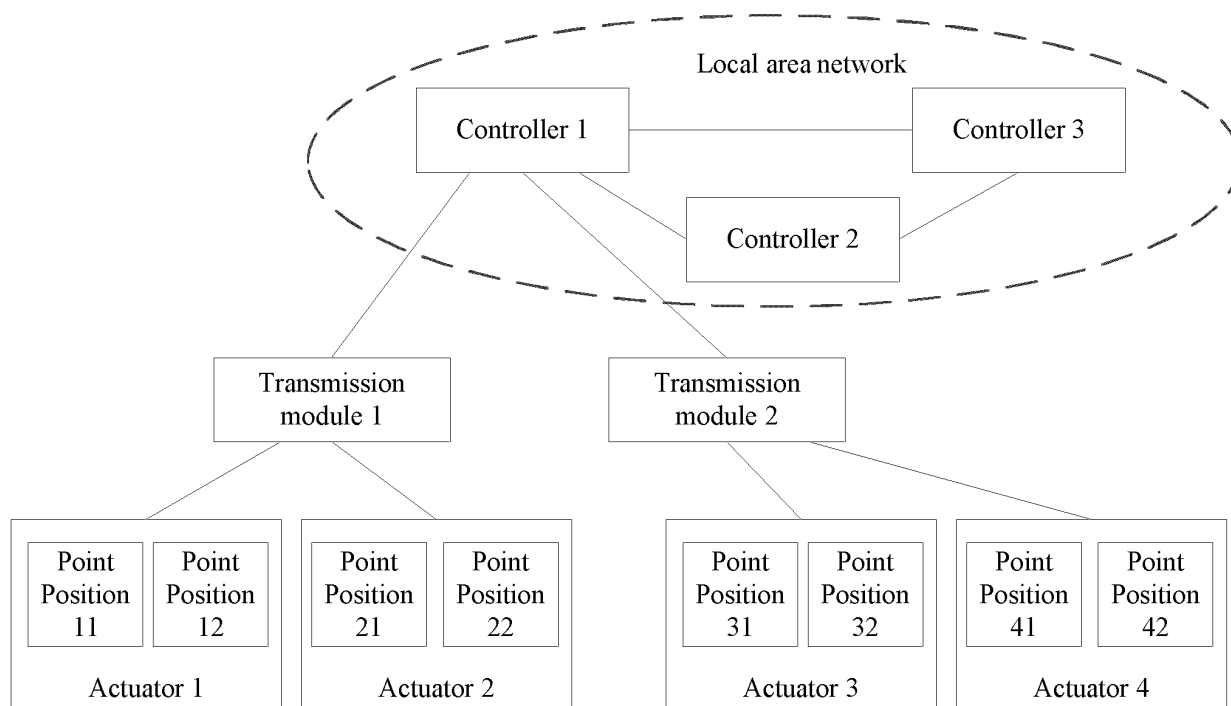 Local area network
Controller 1
Controller 3
Controller 2
Transmission
module 1
Transmission
module 2
Point
Position
11
Point
Position
12
Actuator 1
Point
Position
21
Point
Position
22
Actuator 2
Point
Position
31
Point
Position
32
Actuator 3
Point
Position
41
Point
Position
42
Actuator 4